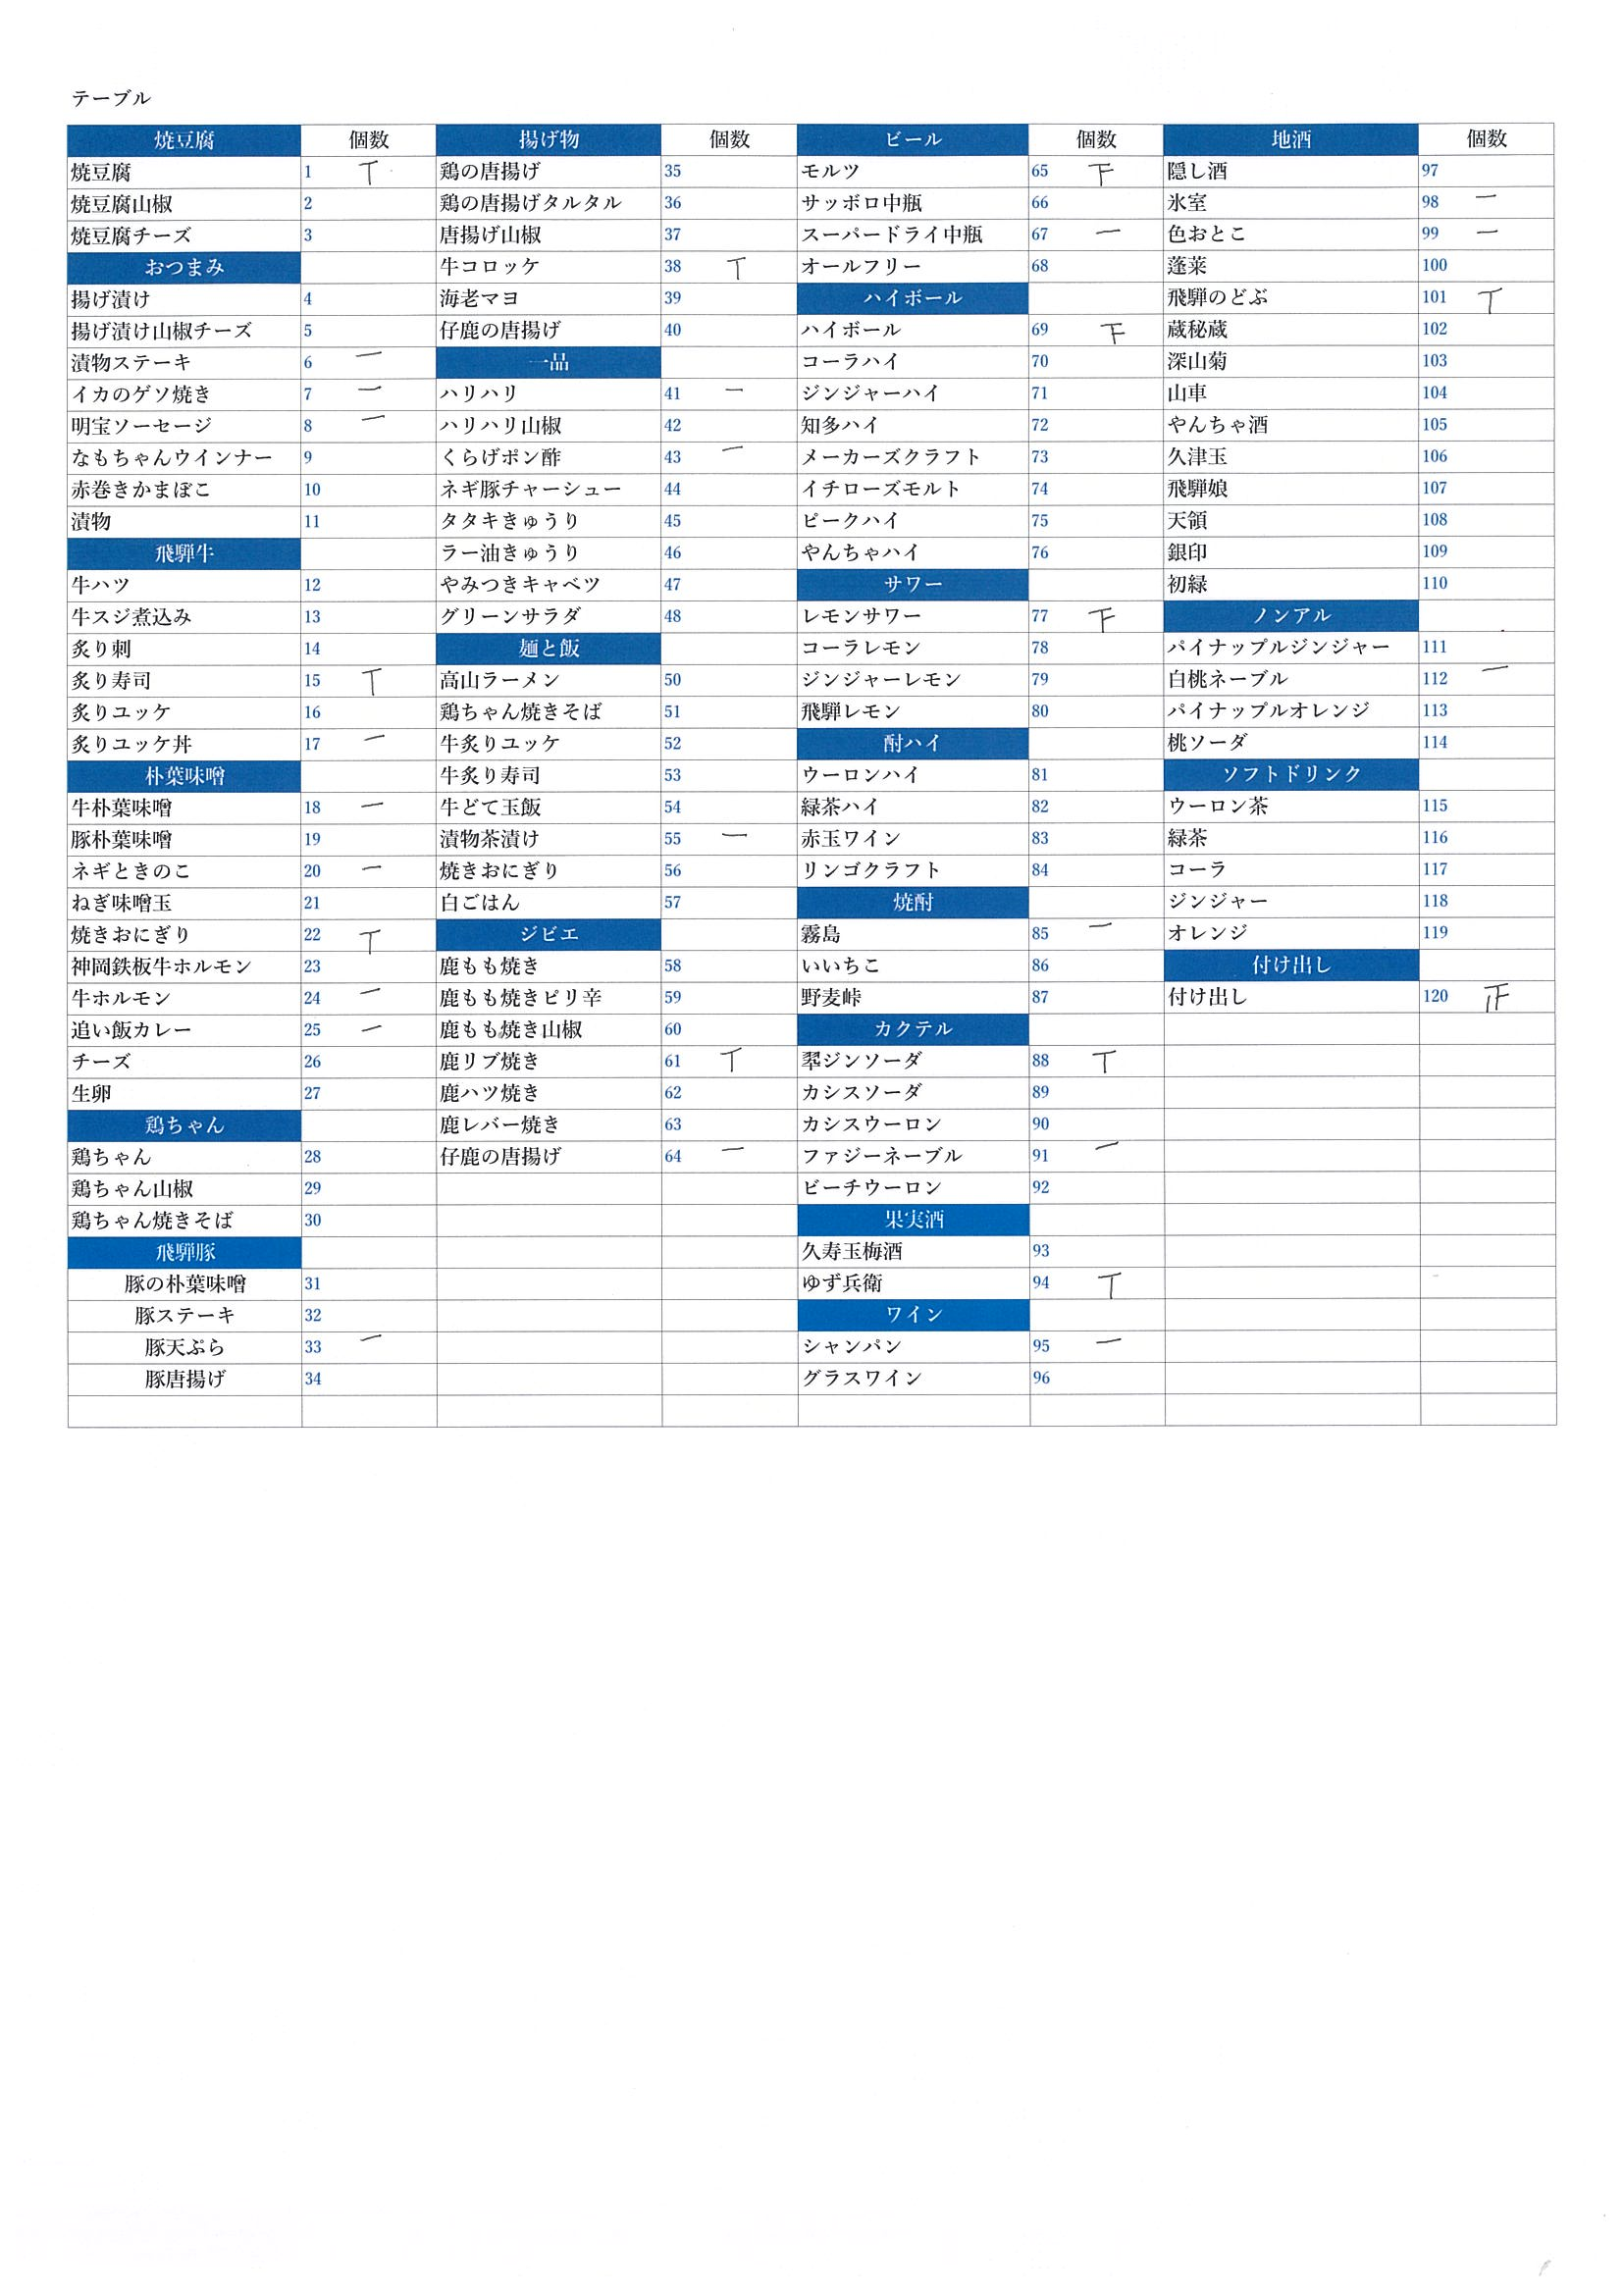 テーブル
焼豆腐 個数 揚げ物 個数 ビール 個数 地酒 個数
焼豆腐 1 丅 鶏の唐揚げ 35 モルツ 65 下 隠し酒 97
焼豆腐山椒 2 鶏の唐揚げタルタル 36 サッポロ中瓶 66 氷室 98 一
焼豆腐チーズ 3 唐揚げ山椒 37 スーパードライ中瓶 67 一 色おとこ 99 一
おつまみ 牛コロッケ 38 丅 オールフリー 68 蓬莱 100
揚げ漬け 4 海老マヨ 39 ハイボール 飛騨のどぶ 101 丅
揚げ漬け山椒チーズ 5 仔鹿の唐揚げ 40 ハイボール 69 下 蔵秘蔵 102
漬物ステーキ 6 一 一品 コーラハイ 70 深山菊 103
イカのゲソ焼き 7 一 ハリハリ 41 一 ジンジャーハイ 71 山車 104
明宝ソーセージ 8 一 ハリハリ山椒 42 知多ハイ 72 やんちゃ酒 105
なもちゃんウインナー 9 くらげポン酢 43 一 メーカーズクラフト 73 久津玉 106
赤巻きかまぼこ 10 ネギ豚チャーシュー 44 イチローズモルト 74 飛騨娘 107
漬物 11 タタキきゅうり 45 ピークハイ 75 天領 108
飛騨牛 ラー油きゅうり 46 やんちゃハイ 76 銀印 109
牛ハツ 12 やみつきキャベツ 47 サワー 初緑 110
牛スジ煮込み 13 グリーンサラダ 48 レモンサワー 77 下 ノンアル
炙り刺 14 麺と飯 コーラレモン 78 パイナップルジンジャー 111
炙り寿司 15 丅 高山ラーメン 50 ジンジャーレモン 79 白桃ネーブル 112 一
炙りユッケ 16 鶏ちゃん焼きそば 51 飛騨レモン 80 パイナップルオレンジ 113
炙りユッケ丼 17 一 牛炙りユッケ 52 酎ハイ 桃ソーダ 114
朴葉味噌 牛炙り寿司 53 ウーロンハイ 81 ソフトドリンク
牛朴葉味噌 18 一 牛どて玉飯 54 緑茶ハイ 82 ウーロン茶 115
豚朴葉味噌 19 漬物茶漬け 55 一 赤玉ワイン 83 緑茶 116
ネギときのこ 20 一 焼きおにぎり 56 リンゴクラフト 84 コーラ 117
ねぎ味噌玉 21 白ごはん 57 焼酎 ジンジャー 118
焼きおにぎり 22 丅 ジビエ 霧島 85 一 オレンジ 119
神岡鉄板牛ホルモン 23 鹿もも焼き 58 いいちこ 86 付け出し
牛ホルモン 24 一 鹿もも焼きピリ辛 59 野麦峠 87 付け出し 120 正
追い飯カレー 25 一 鹿もも焼き山椒 60 カクテル
チーズ 26 鹿リブ焼き 61 丅 翠ジンソーダ 88 丅
生卵 27 鹿ハツ焼き 62 カシスソーダ 89
鶏ちゃん 鹿レバー焼き 63 カシスウーロン 90
鶏ちゃん 28 仔鹿の唐揚げ 64 一 ファジーネーブル 91 一
鶏ちゃん山椒 29 ピーチウーロン 92
鶏ちゃん焼きそば 30 果実酒
飛騨豚 久寿玉梅酒 93
豚の朴葉味噌 31 ゆず兵衛 94 丅
豚ステーキ 32 ワイン
豚天ぷら 33 一 シャンパン 95 一
豚唐揚げ 34 グラスワイン 96